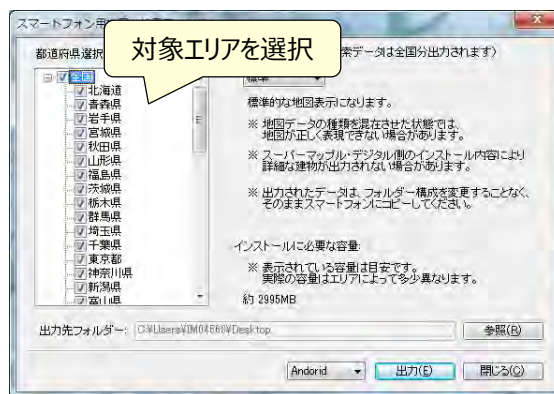 スマートフォン用
対象エリアを選択
都道府県選択
索データは全国分出力されます〉
全国
標準
北海道
青森県
岩手県
宮城県
秋田県
山形県
福島県
茨城県
栃木県
群馬県
埼玉県
千葉県
東京都
神奈川県
新潟県
富山県
標準的な地図表示になります。
※ 地図データの種類を混在させた状態では、
地図が正しく表現できない場合があります。
※ スーパーマップル・デジタル側のインストール内容により
詳細な建物が出力されない場合があります。
※ 出力されたデータは、フォルダー構成を変更することなく、
そのままスマートフォンにコピーしてください。
インストールに必要な容量:
※ 表示されている容量は目安です。
実際の容量はエリアによって多少異なります。
約 2995MB
出力先フォルダー: C:¥Users¥IM04569¥Desktop
参照(R)
Andorid
出力(E)
閉じる(C)